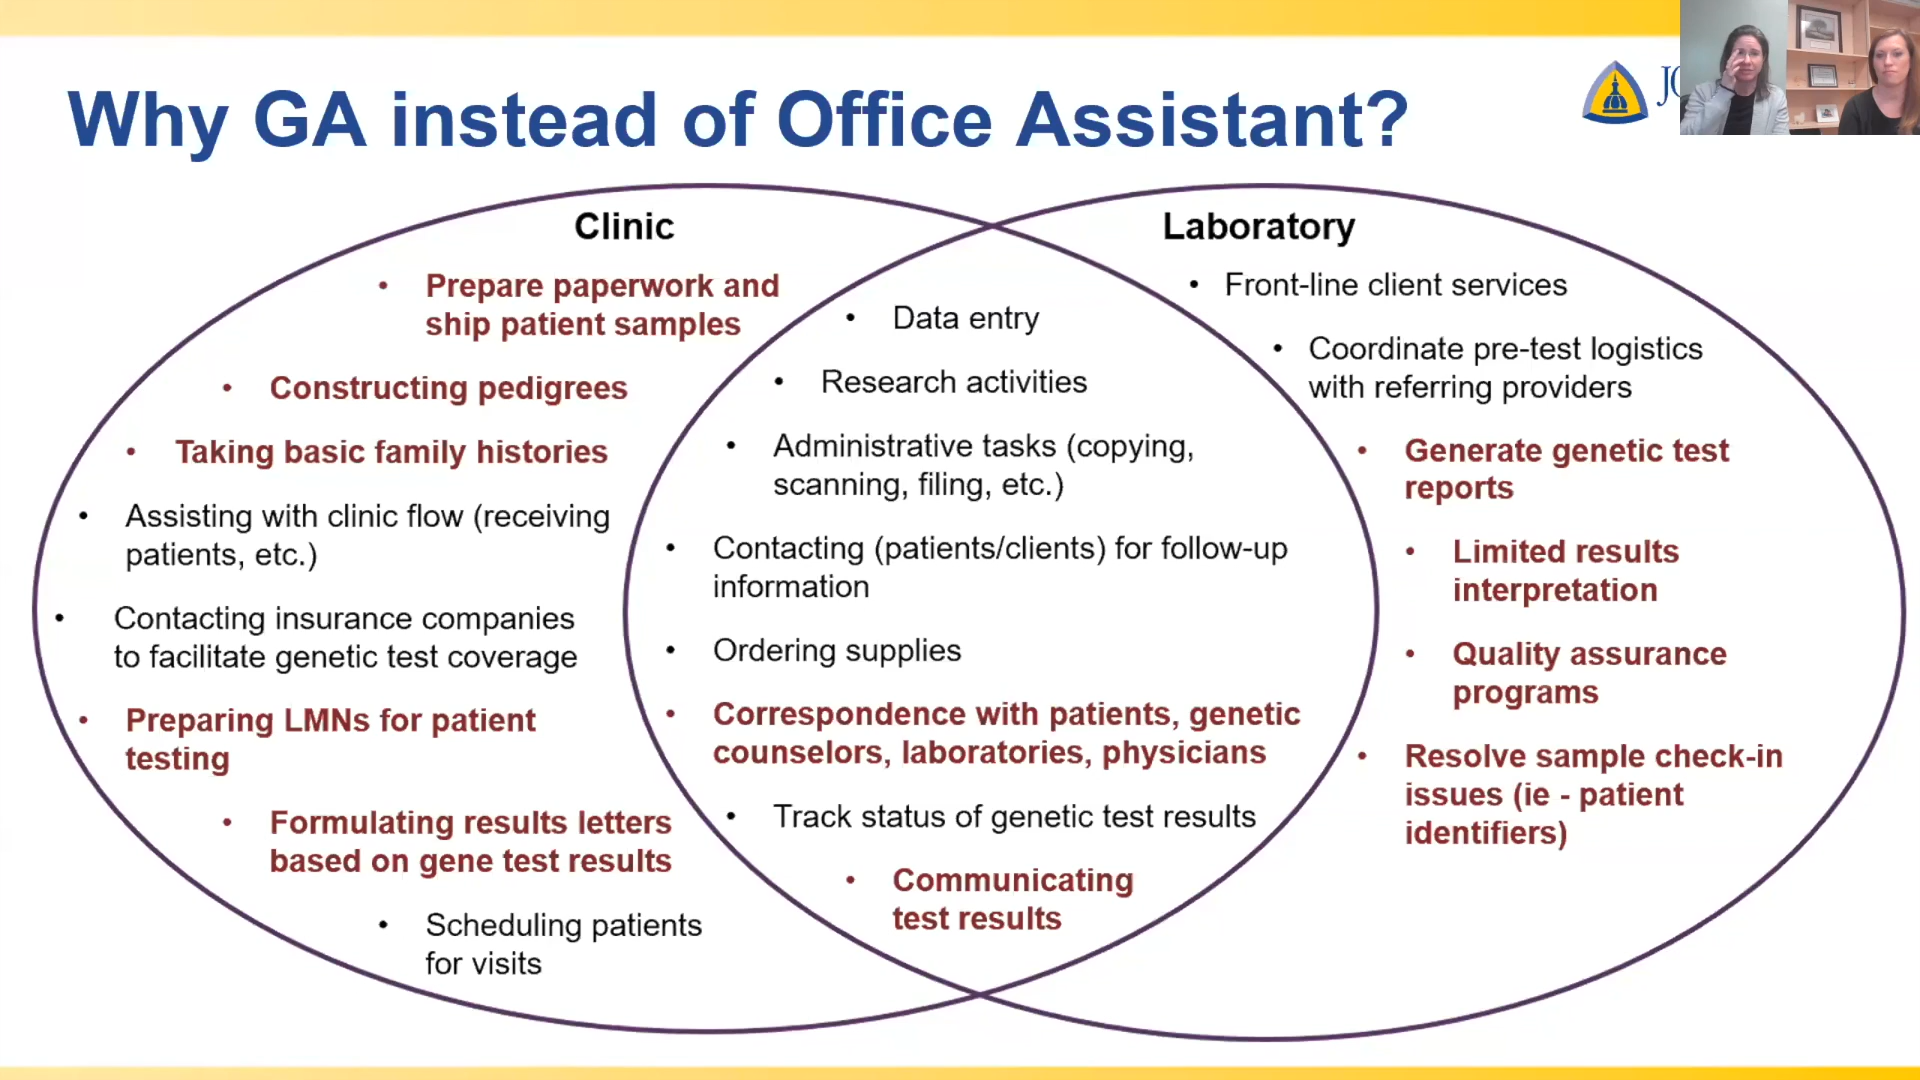 Why GA instead of Office Assistant?
Clinic
• Prepare paperwork and
ship patient samples
• Constructing pedigrees
• Taking basic family histories
• Assisting with clinic flow (receiving
patients, etc.)
• Contacting insurance companies
to facilitate genetic test coverage
• Preparing LMNs for patient
testing
• Formulating results letters
based on gene test results
• Scheduling patients
for visits
• Data entry
• Research activities
• Administrative tasks (copying,
scanning, filing, etc.)
• Contacting (patients/clients) for follow-up
information
• Ordering supplies
• Correspondence with patients, genetic
counselors, laboratories, physicians
• Track status of genetic test results
• Communicating
test results
Laboratory
• Front-line client services
• Coordinate pre-test logistics
with referring providers
• Generate genetic test
reports
• Limited results
interpretation
• Quality assurance
programs
• Resolve sample check-in
issues (ie - patient
identifiers)